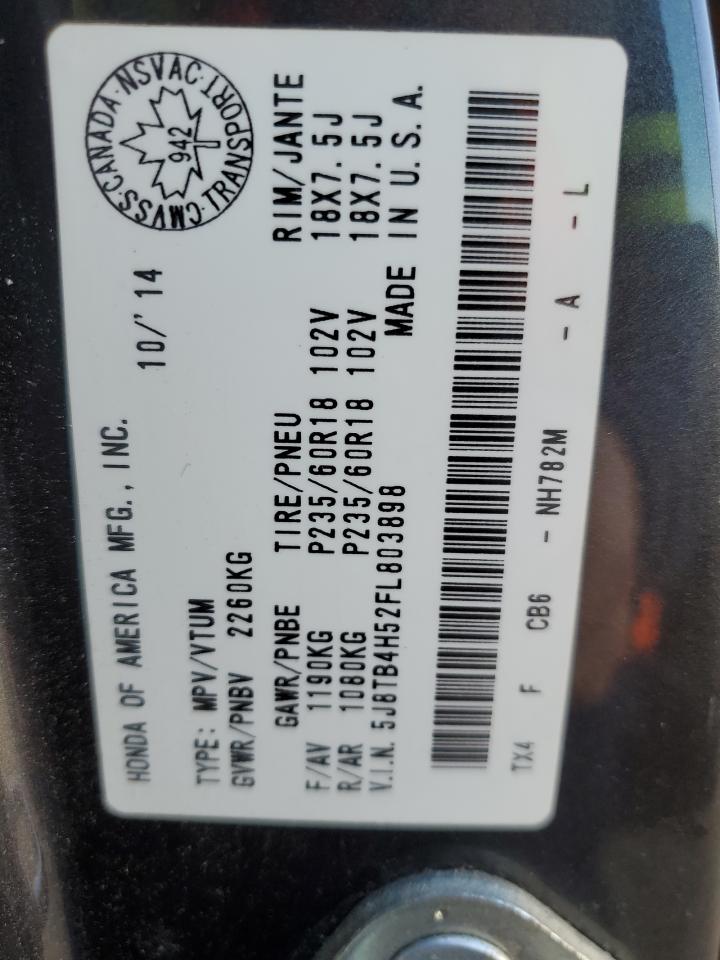 HONDA OF AMERICA MFG., INC. 10/'14
CMVSS·CANADA·NSVAC·TRANSPORT
942
TYPE: MPV/VTUM
GVWR/PNBV 2260KG
GAWR/PNBE TIRE/PNEU RIM/JANTE
F/AV 1190KG P235/60R18 102V 18X7.5J
R/AR 1080KG P235/60R18 102V 18X7.5J
V.I.N. 5J8TB4H52FL803898 MADE IN U.S.A.
TX4 F CB6 - NH782M - A - L